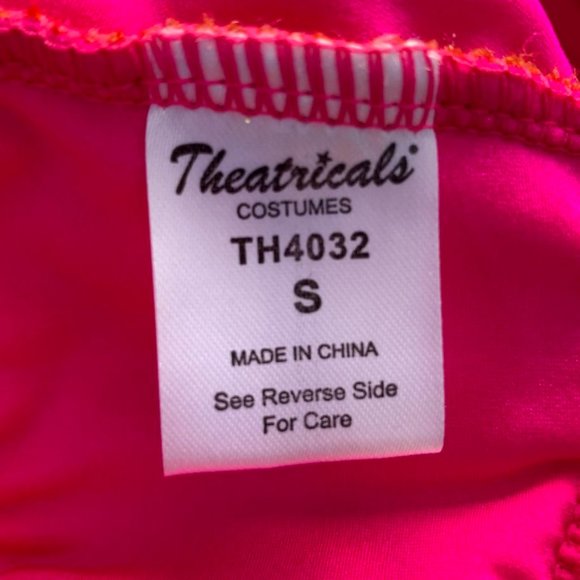 Theatricals
COSTUMES
TH4032
S
MADE IN CHINA
See Reverse Side
For Care